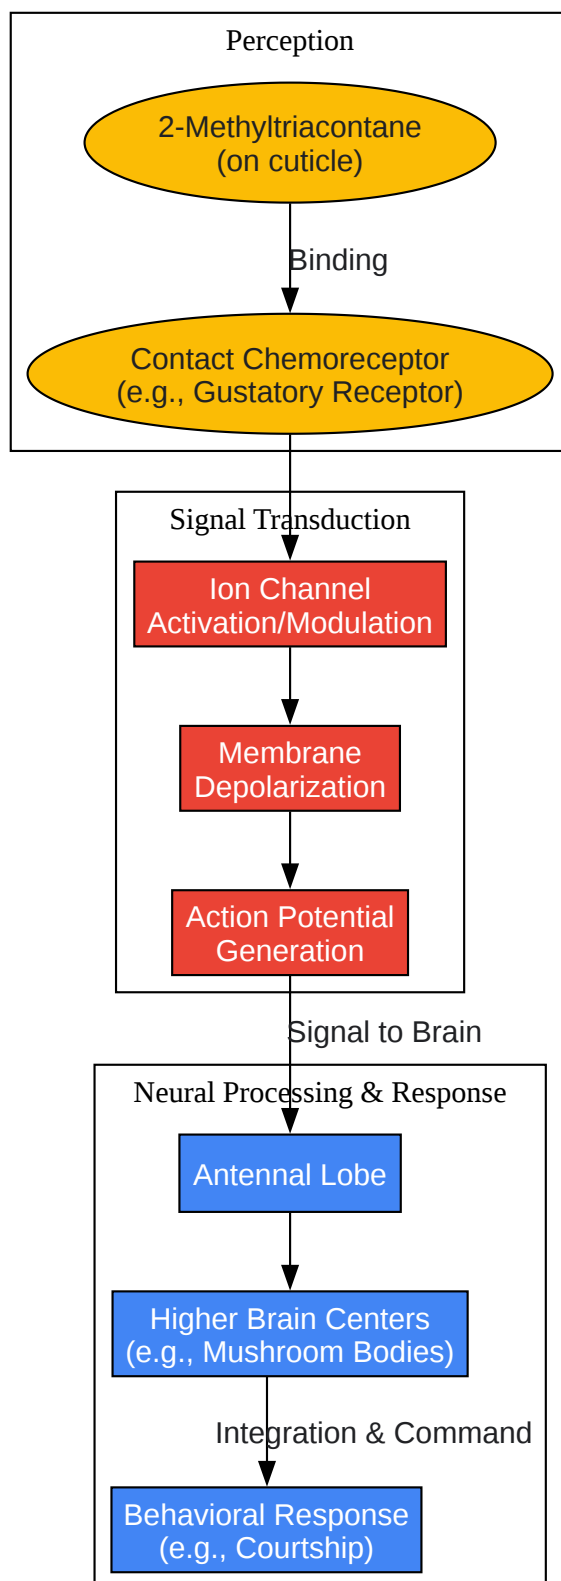 Perception
2-Methyltriacontane
(on cuticle)
Binding
Contact Chemoreceptor
(e.g., Gustatory Receptor)
Signal Transduction
Ion Channel
Activation/Modulation
Membrane
Depolarization
Action Potential
Generation
Signal to Brain
Neural Processing & Response
Antennal Lobe
Higher Brain Centers
(e.g., Mushroom Bodies)
Integration & Command
Behavioral Response
(e.g., Courtship)